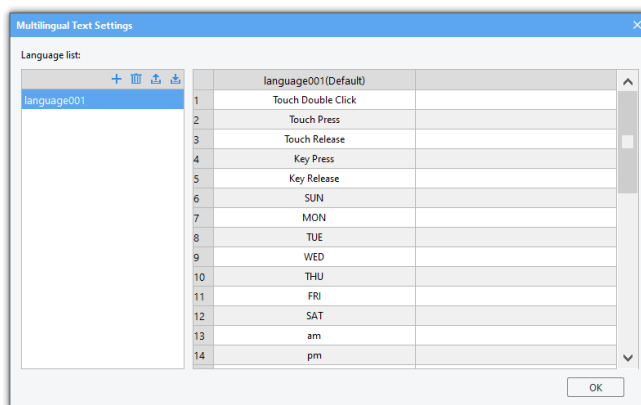 Multilingual Text Settings
Language list:
language001
language001(Default)
1 Touch Double Click
2 Touch Press
3 Touch Release
4 Key Press
5 Key Release
6 SUN
7 MON
8 TUE
9 WED
10 THU
11 FRI
12 SAT
13 am
14 pm
OK